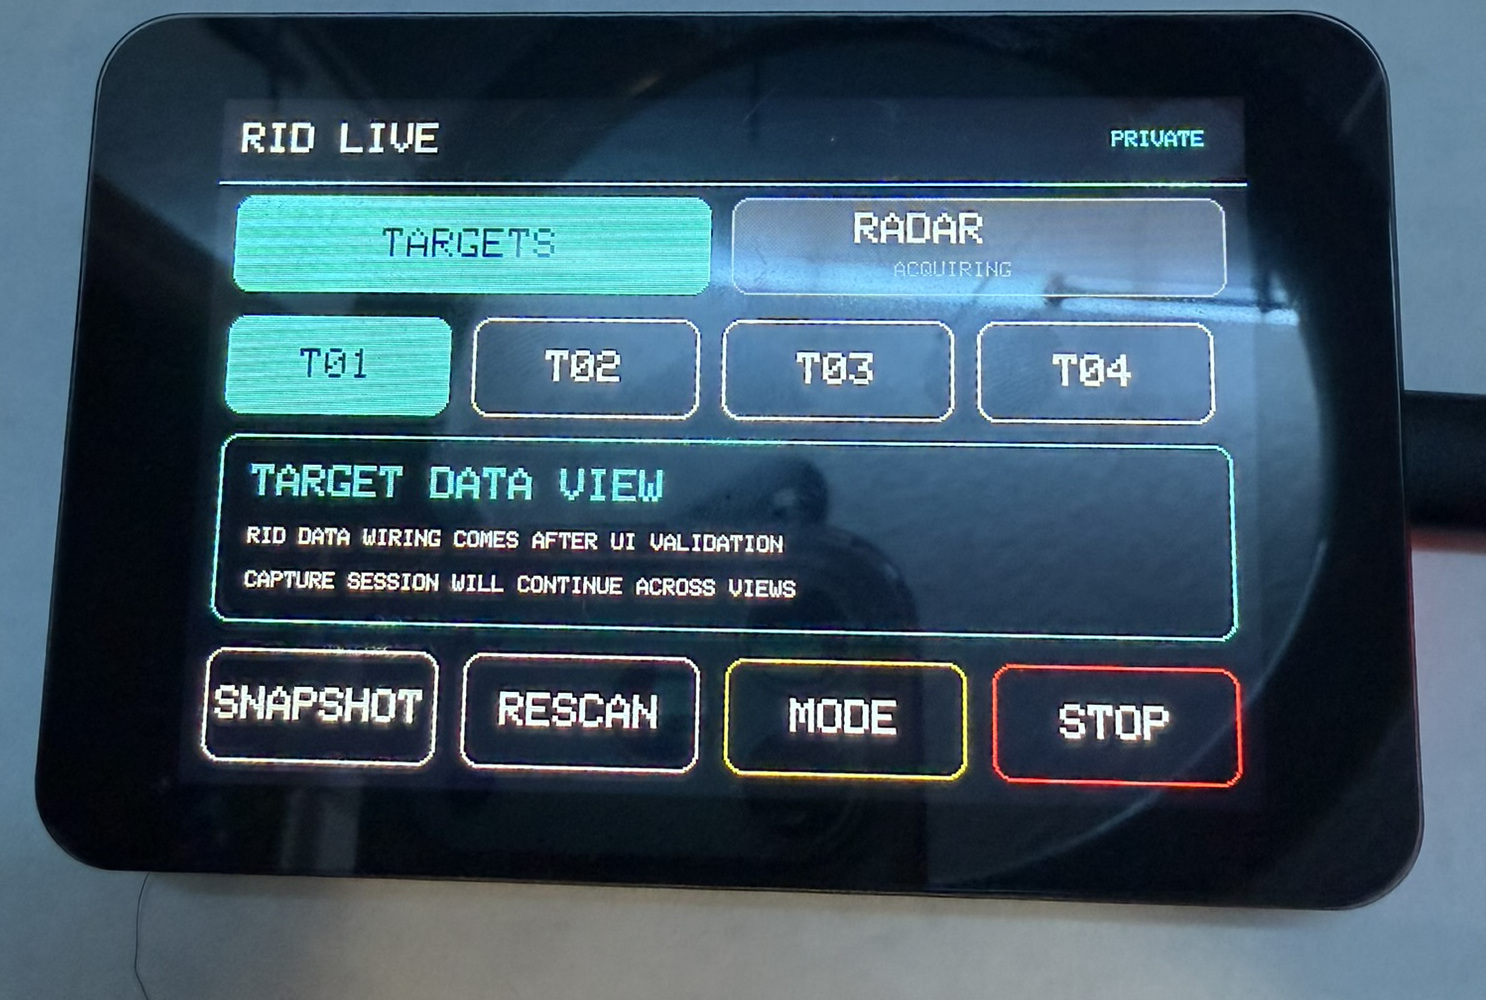 RID LIVE
PRIVATE
TARGETS
RADAR
ACQUIRING
T01
T02
T03
T04
TARGET DATA VIEW
RID DATA WIRING COMES AFTER UI VALIDATION
CAPTURE SESSION WILL CONTINUE ACROSS VIEWS
SNAPSHOT
RESCAN
MODE
STOP